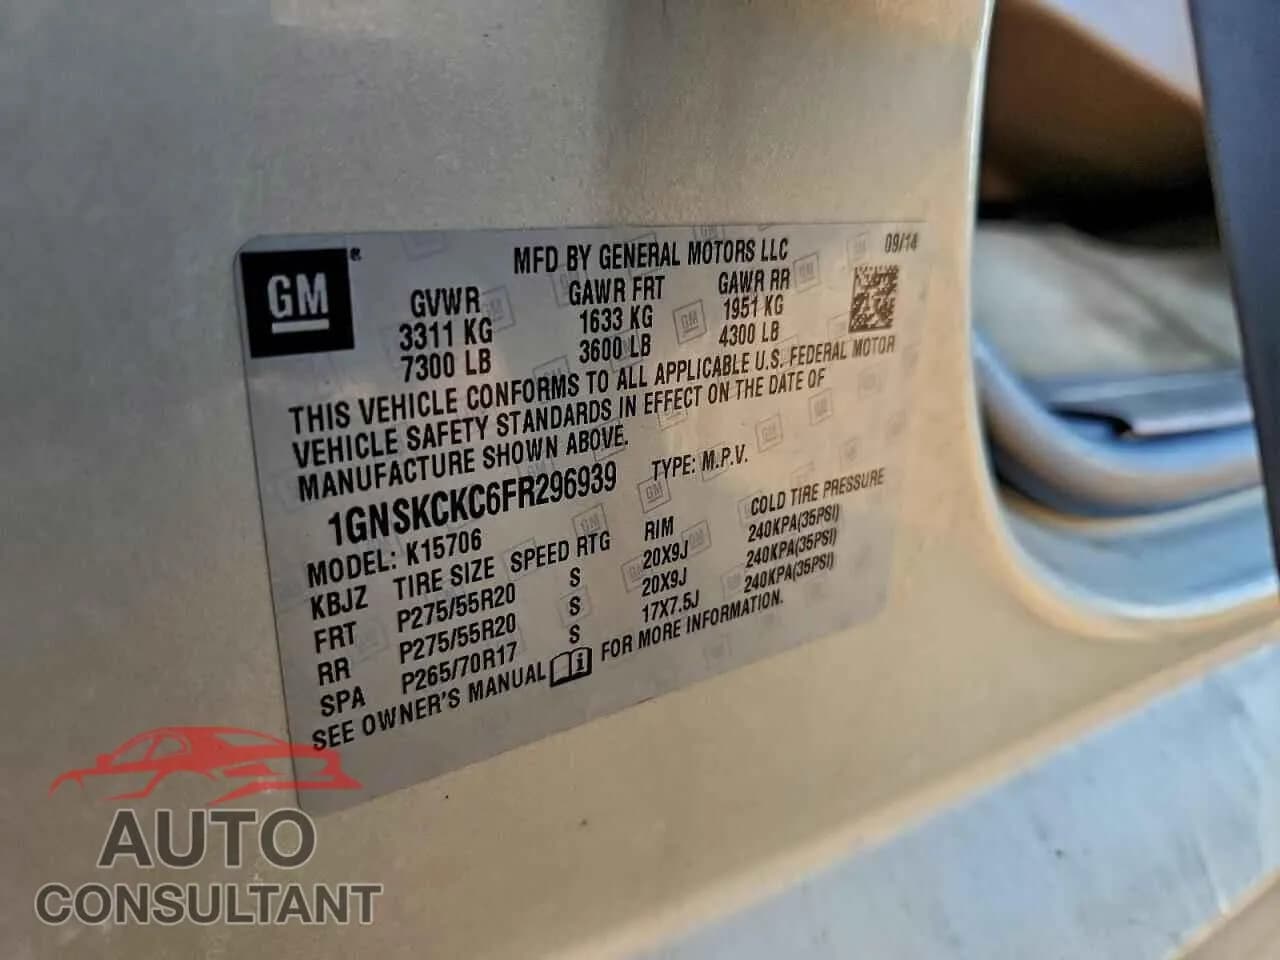 GM
MFD BY GENERAL MOTORS LLC 09/14
GVWR GAWR FRT GAWR RR
3311 KG 1633 KG 1951 KG
7300 LB 3600 LB 4300 LB
THIS VEHICLE CONFORMS TO ALL APPLICABLE U.S. FEDERAL MOTOR
VEHICLE SAFETY STANDARDS IN EFFECT ON THE DATE OF
MANUFACTURE SHOWN ABOVE.
1GNSKCKC6FR296939 TYPE: M.P.V.
MODEL: K15706
KBJZ TIRE SIZE SPEED RTG RIM COLD TIRE PRESSURE
FRT P275/55R20 S 20X9J 240KPA(35PSI)
RR P275/55R20 S 20X9J 240KPA(35PSI)
SPA P265/70R17 S 17X7.5J 240KPA(35PSI)
SEE OWNER'S MANUAL FOR MORE INFORMATION.
AUTO
CONSULTANT